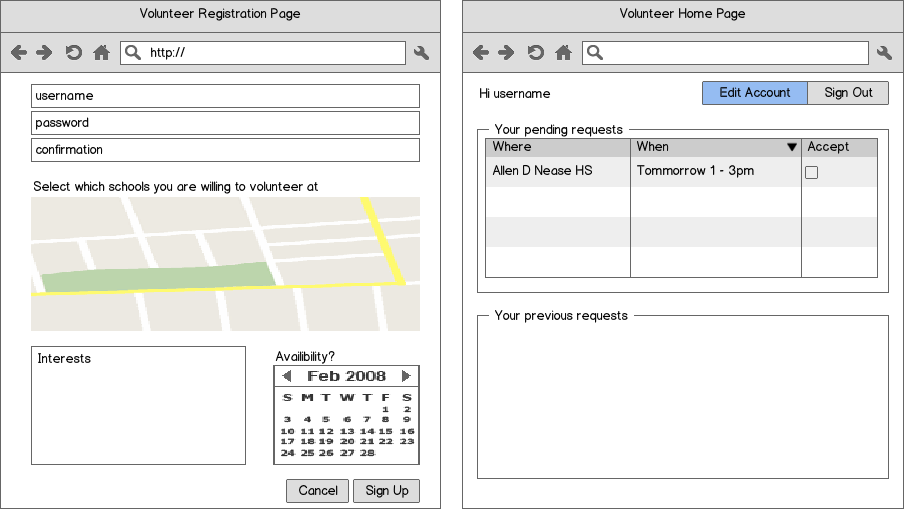 Volunteer Registration Page
http://
username
password
confirmation
Select which schools you are willing to volunteer at
Interests
Availibility?
Feb 2008
S M T W T F S
1 2
3 4 5 6 7 8 9
10 11 12 13 14 15 16
17 18 19 20 21 22 23
24 25 26 27 28
Cancel Sign Up
Volunteer Home Page
Hi username
Edit Account Sign Out
Your pending requests
Where When Accept
Allen D Nease HS Tommorrow 1 - 3pm
Your previous requests